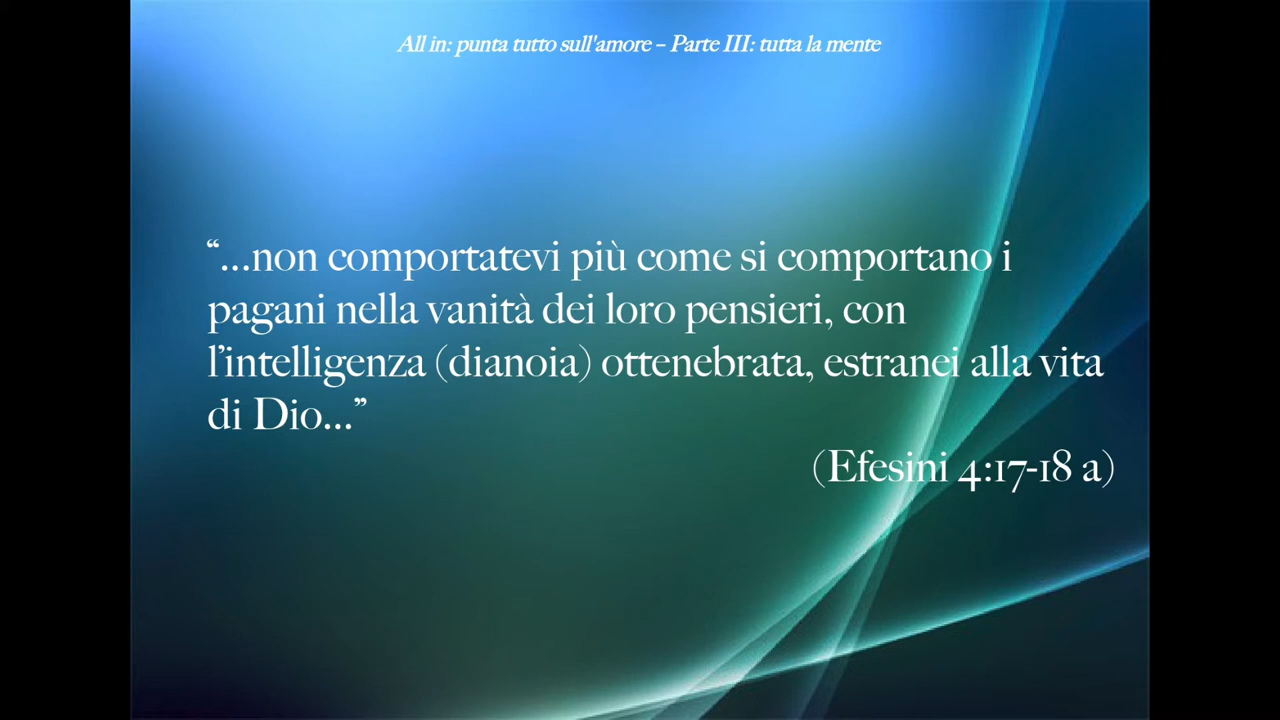 All in: punta tutto sull'amore – Parte III: tutta la mente
“...non comportatevi più come si comportano i
pagani nella vanità dei loro pensieri, con
l’intelligenza (dianoia) ottenebrata, estranei alla vita
di Dio...”
(Efesini 4:17-18 a)